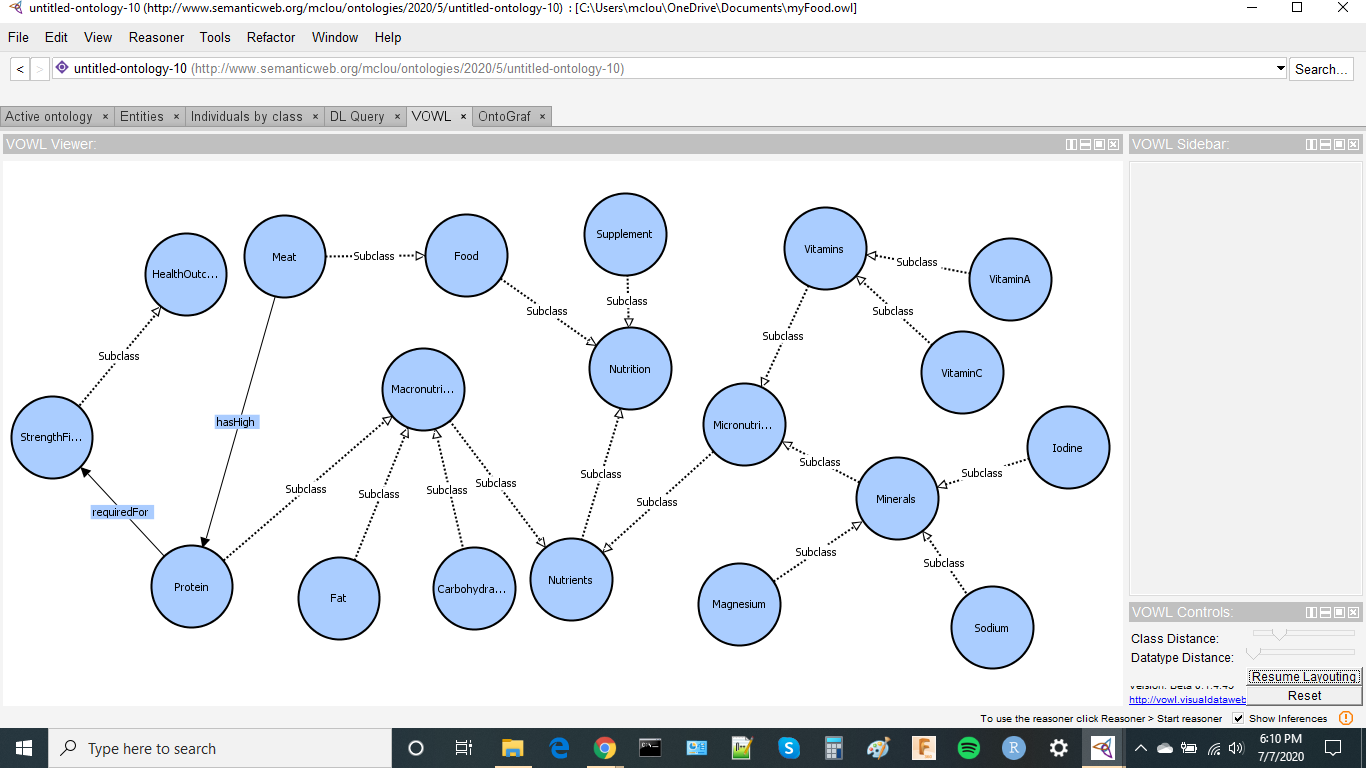 untitled-ontology-10 (http://www.semanticweb.org/mclou/ontologies/2020/5/untitled-ontology-10) : [C:\Users\mclou\OneDrive\Documents\myFood.owl]
File Edit View Reasoner Tools Refactor Window Help
< > untitled-ontology-10 (http://www.semanticweb.org/mclou/ontologies/2020/5/untitled-ontology-10) Search...
Active ontology × Entities × Individuals by class × DL Query × VOWL × OntoGraf ×
VOWL Viewer:
VOWL Sidebar:
Supplement
Vitamins
Meat
Subclass
Food
HealthOutc...
Subclass
VitaminA
Subclass
Subclass
Subclass
Subclass
Subclass
Nutrition
VitaminC
Macronutri...
hasHigh
Micronutri...
StrengthFi...
Iodine
Subclass
Subclass
Subclass
Subclass
Subclass
Subclass
Subclass
Minerals
Subclass
requiredFor
Subclass
Subclass
Nutrients
Protein
Carbohydra...
Fat
Magnesium
Sodium
VOWL Controls:
Class Distance:
Datatype Distance:
Resume Layouting
Reset
http://vowl.visualdataweb
To use the reasoner click Reasoner > Start reasoner Show Inferences
Type here to search
6:10 PM
7/7/2020